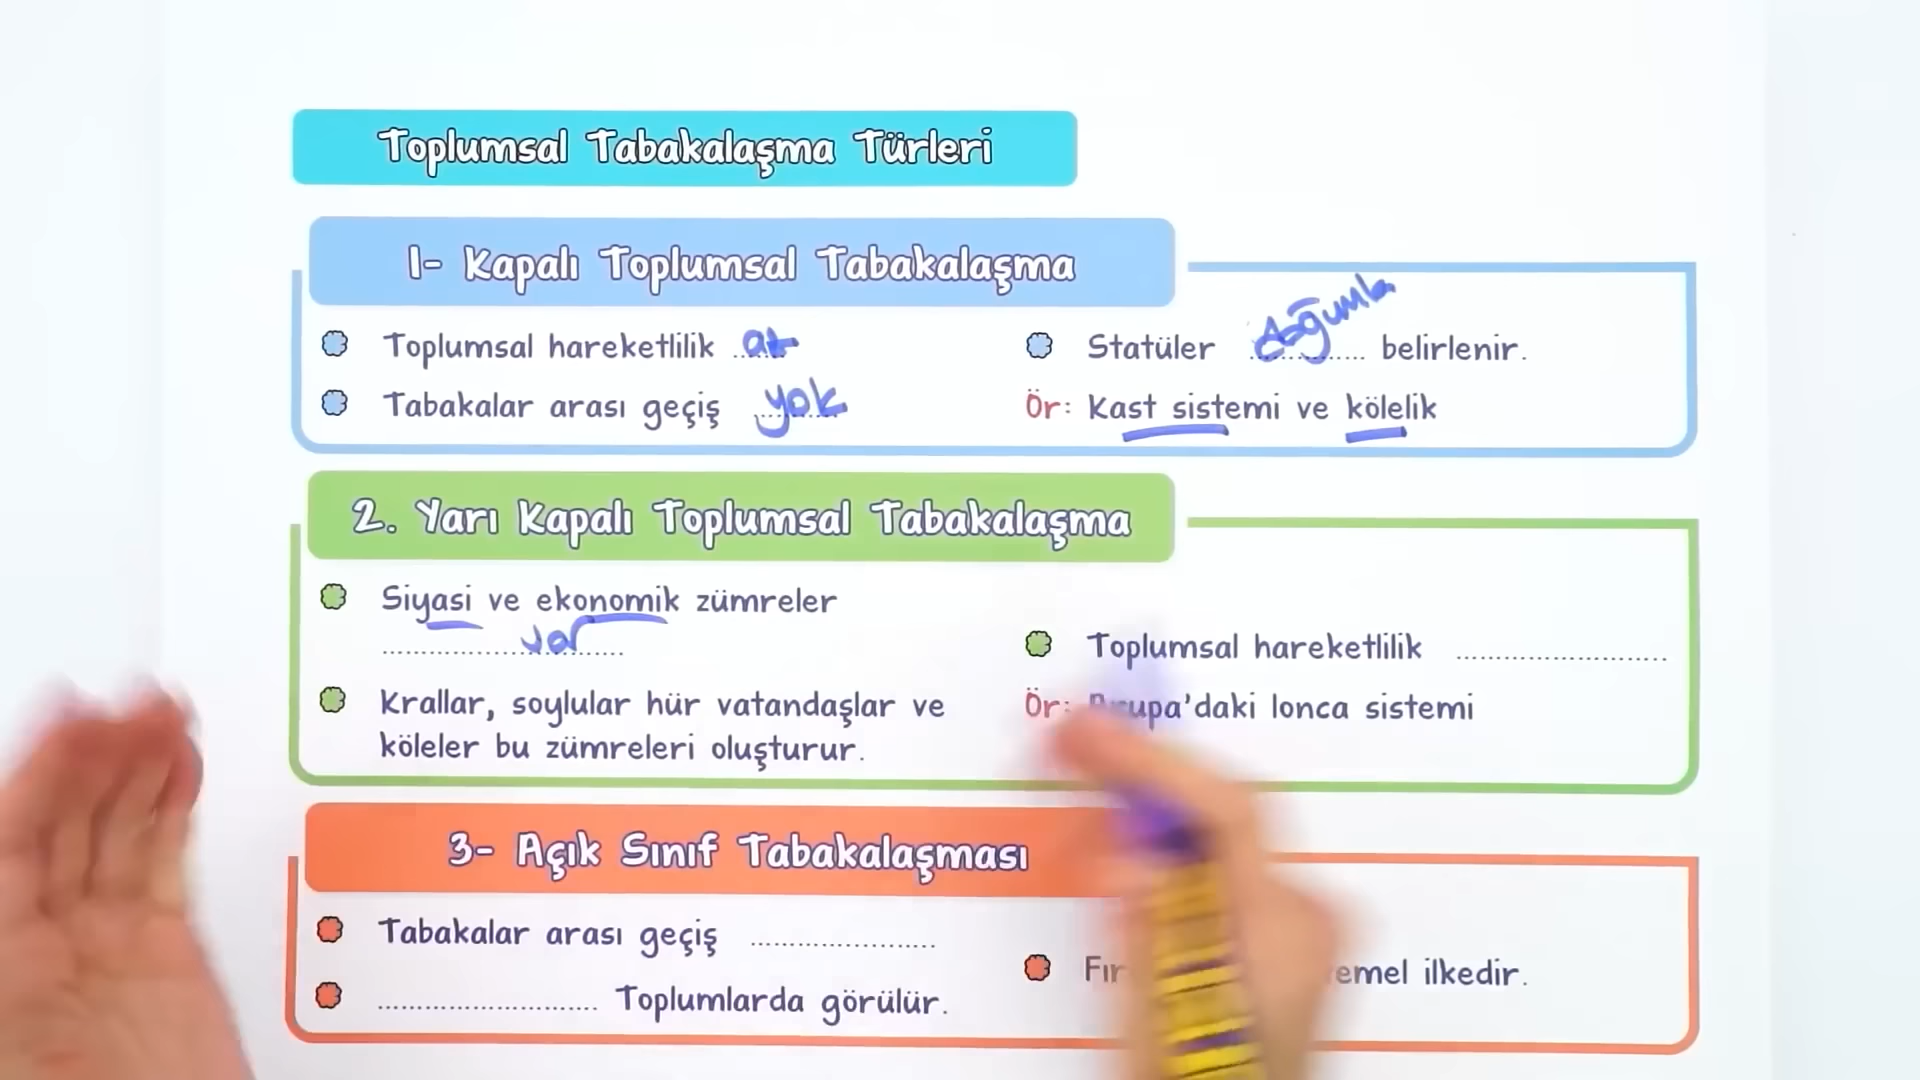 Toplumsal Tabakalaşma Türleri
1- Kapalı Toplumsal Tabakalaşma
Toplumsal hareketlilik az
Tabakalar arası geçiş yok
Statüler doğumla belirlenir.
Ör: Kast sistemi ve kölelik
2. Yarı Kapalı Toplumsal Tabakalaşma
Siyasi ve ekonomik zümreler
var
Krallar, soylular hür vatandaşlar ve
köleler bu zümreleri oluşturur.
Toplumsal hareketlilik ........................
Ör: Avrupa'daki lonca sistemi
3- Açık Sınıf Tabakalaşması
Tabakalar arası geçiş .....................
......................... Toplumlarda görülür.
ilkedir.